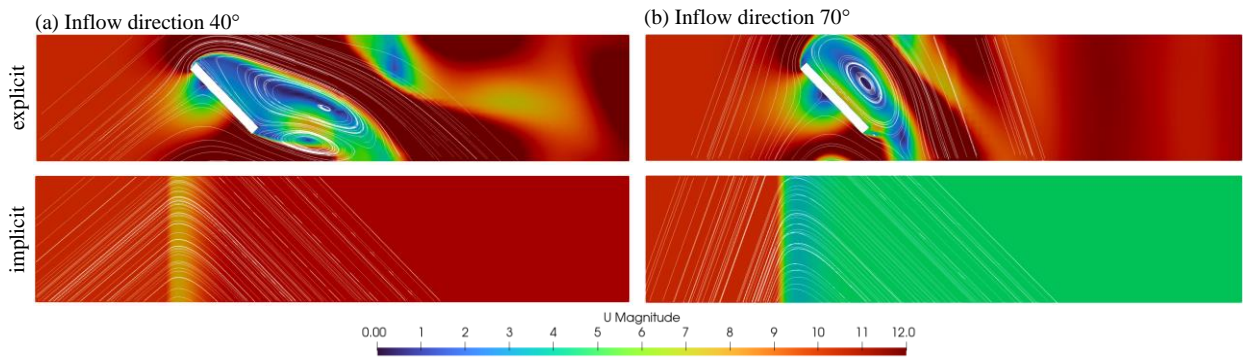 (a) Inflow direction 40°
(b) Inflow direction 70°
explicit
implicit
U Magnitude
0.00 1 2 3 4 5 6 7 8 9 10 11 12.0